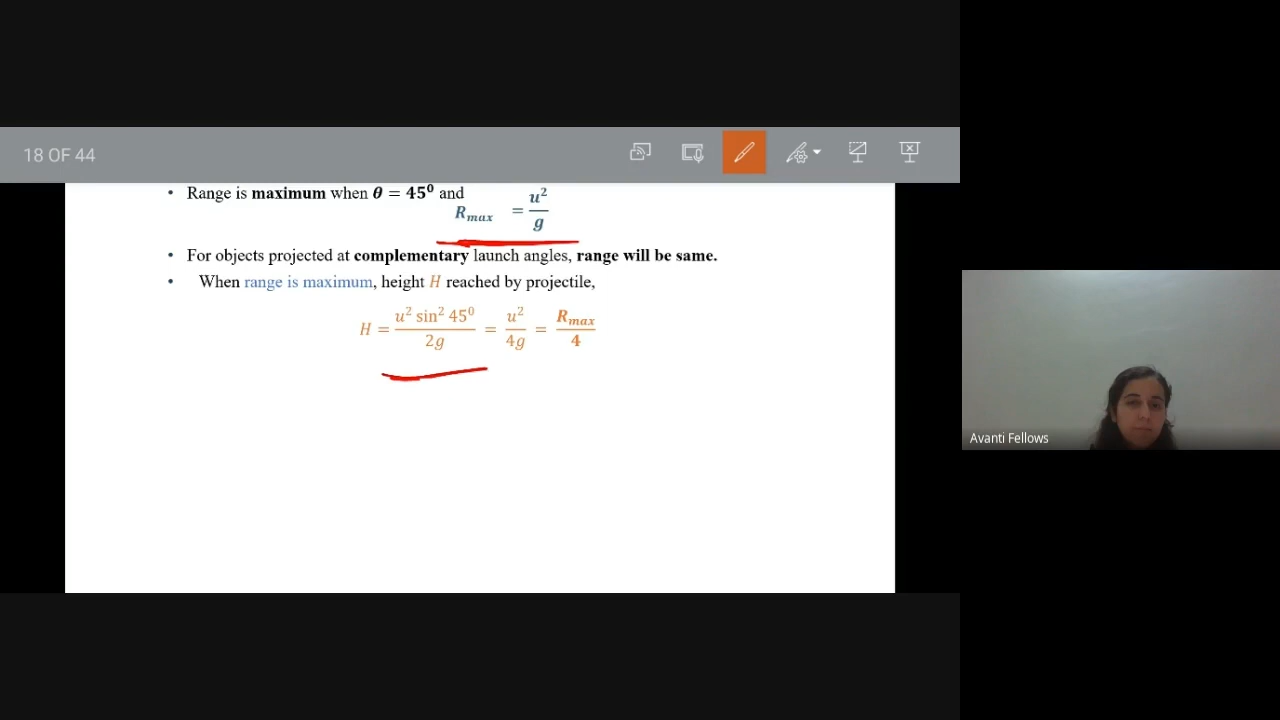 18 OF 44
• Range is maximum when θ = 45⁰ and R_max = u²/g
• For objects projected at complementary launch angles, range will be same.
• When range is maximum, height H reached by projectile,
H = u² sin² 45⁰/2g = u²/4g = R_max/4
Avanti Fellows